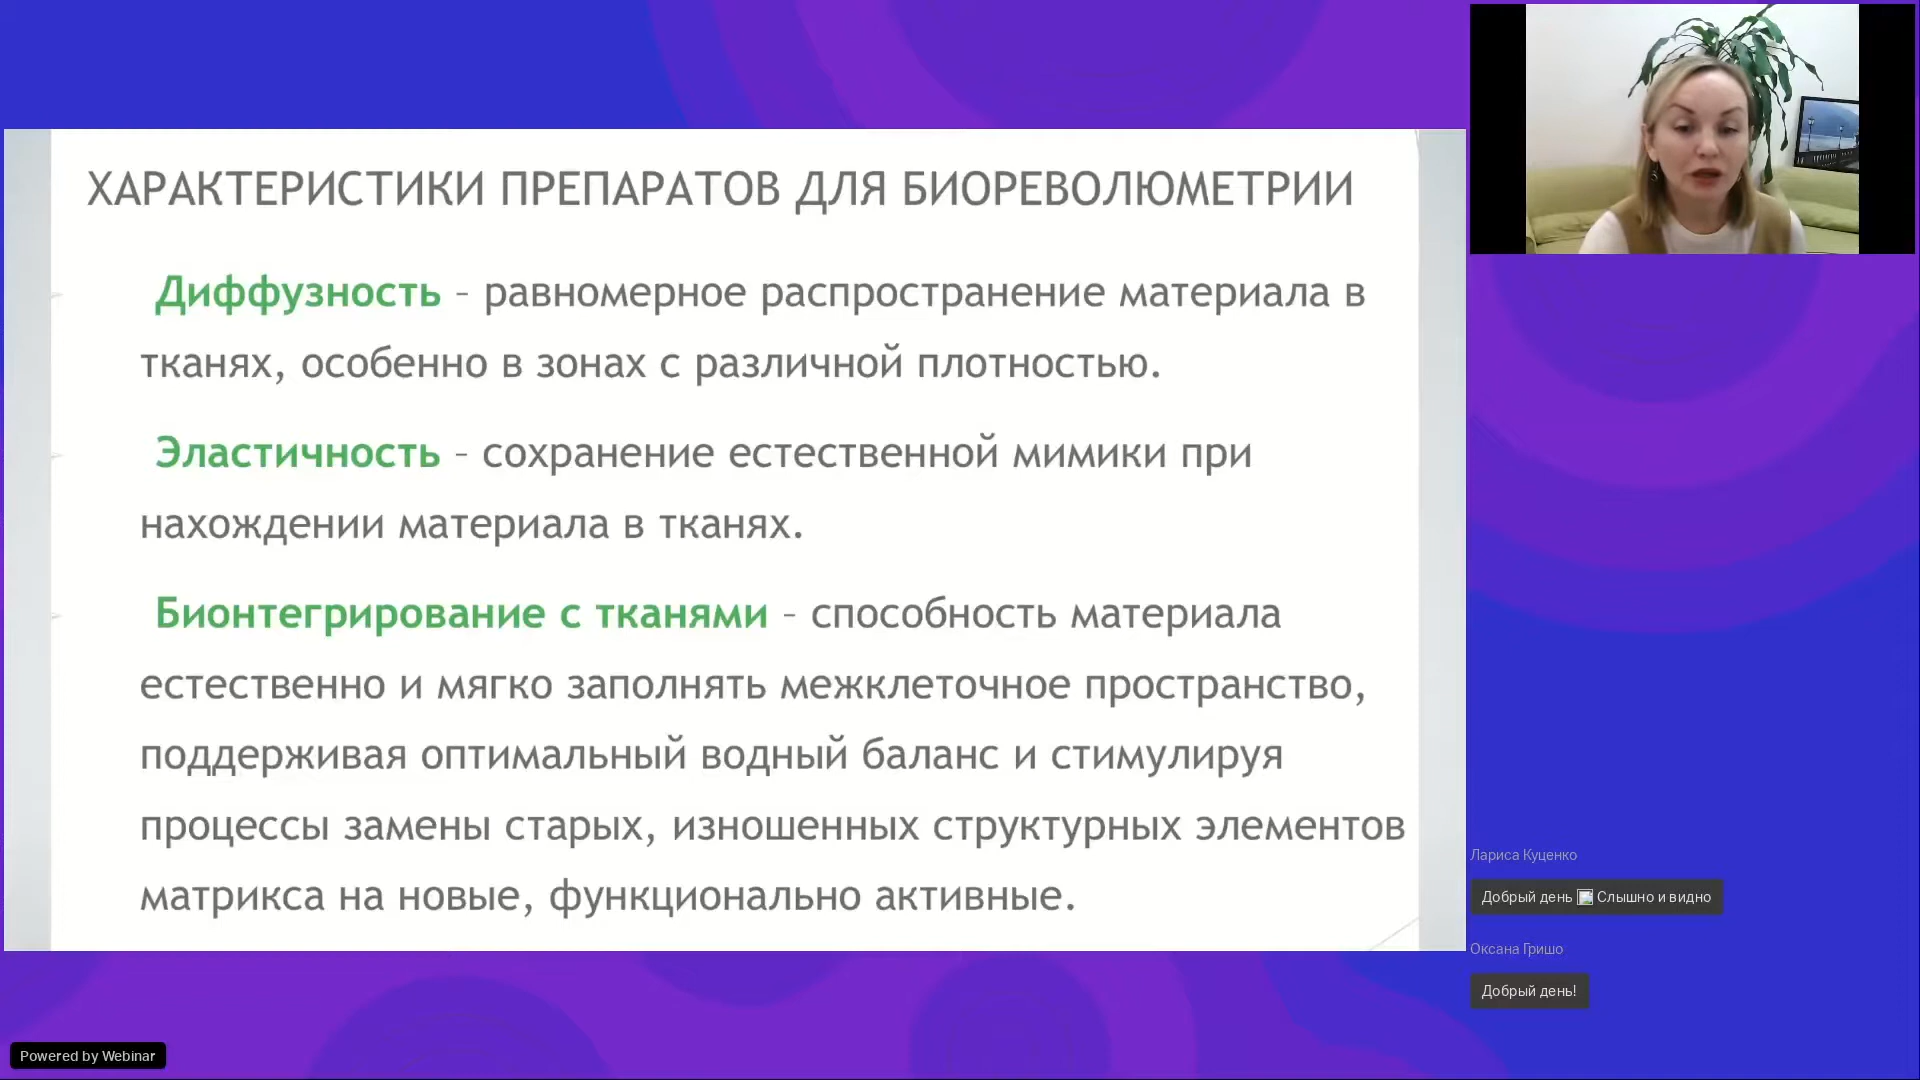 ХАРАКТЕРИСТИКИ ПРЕПАРАТОВ ДЛЯ БИОРЕВОЛЮМЕТРИИ
Диффузность – равномерное распространение материала в
тканях, особенно в зонах с различной плотностью.
Эластичность – сохранение естественной мимики при
нахождении материала в тканях.
Бионтегрирование с тканями – способность материала
естественно и мягко заполнять межклеточное пространство,
поддерживая оптимальный водный баланс и стимулируя
процессы замены старых, изношенных структурных элементов
матрикса на новые, функционально активные.
Лариса Куценко
Добрый день Слышно и видно
Оксана Гришо
Добрый день!
Powered by Webinar